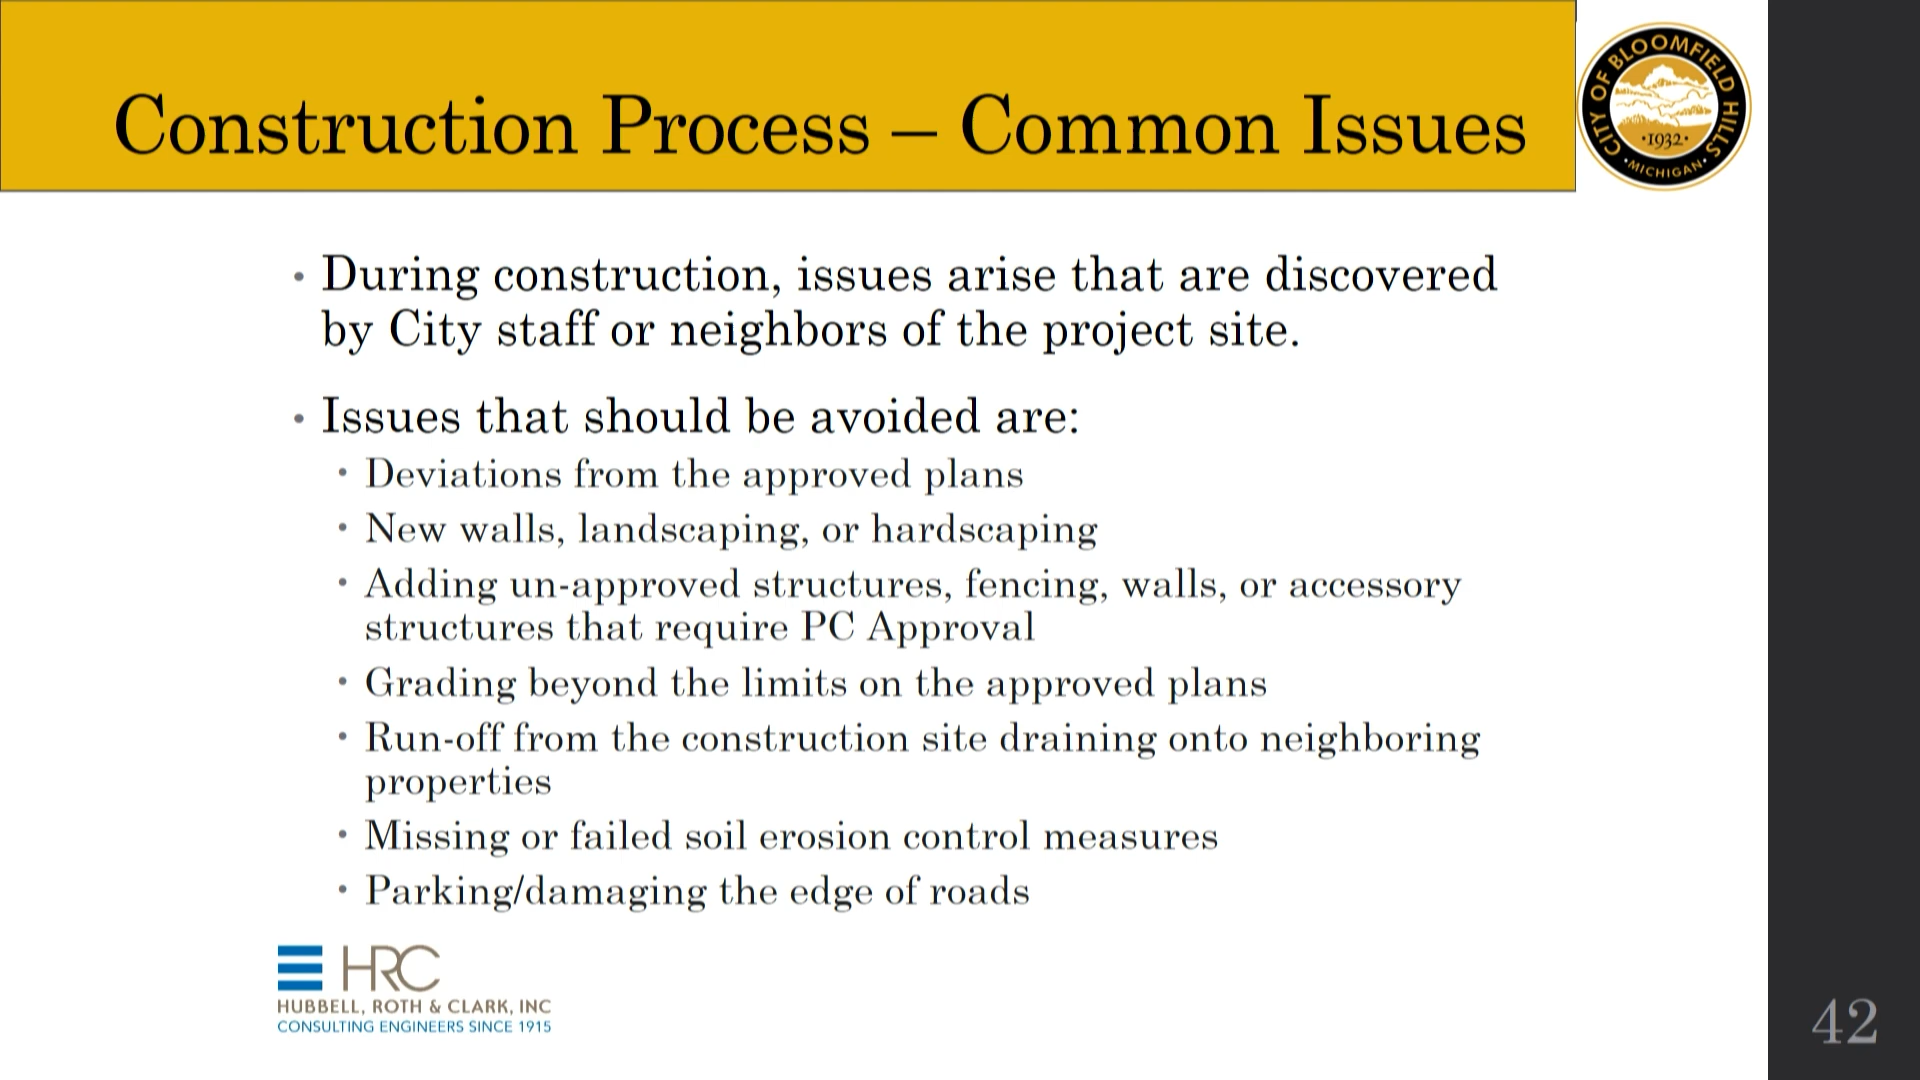 Construction Process – Common Issues
CITY OF BLOOMFIELD HILLS
·1932·
·MICHIGAN·
• During construction, issues arise that are discovered
by City staff or neighbors of the project site.
• Issues that should be avoided are:
• Deviations from the approved plans
• New walls, landscaping, or hardscaping
• Adding un-approved structures, fencing, walls, or accessory
structures that require PC Approval
• Grading beyond the limits on the approved plans
• Run-off from the construction site draining onto neighboring
properties
• Missing or failed soil erosion control measures
• Parking/damaging the edge of roads
HRC
HUBBELL, ROTH & CLARK, INC
CONSULTING ENGINEERS SINCE 1915
42